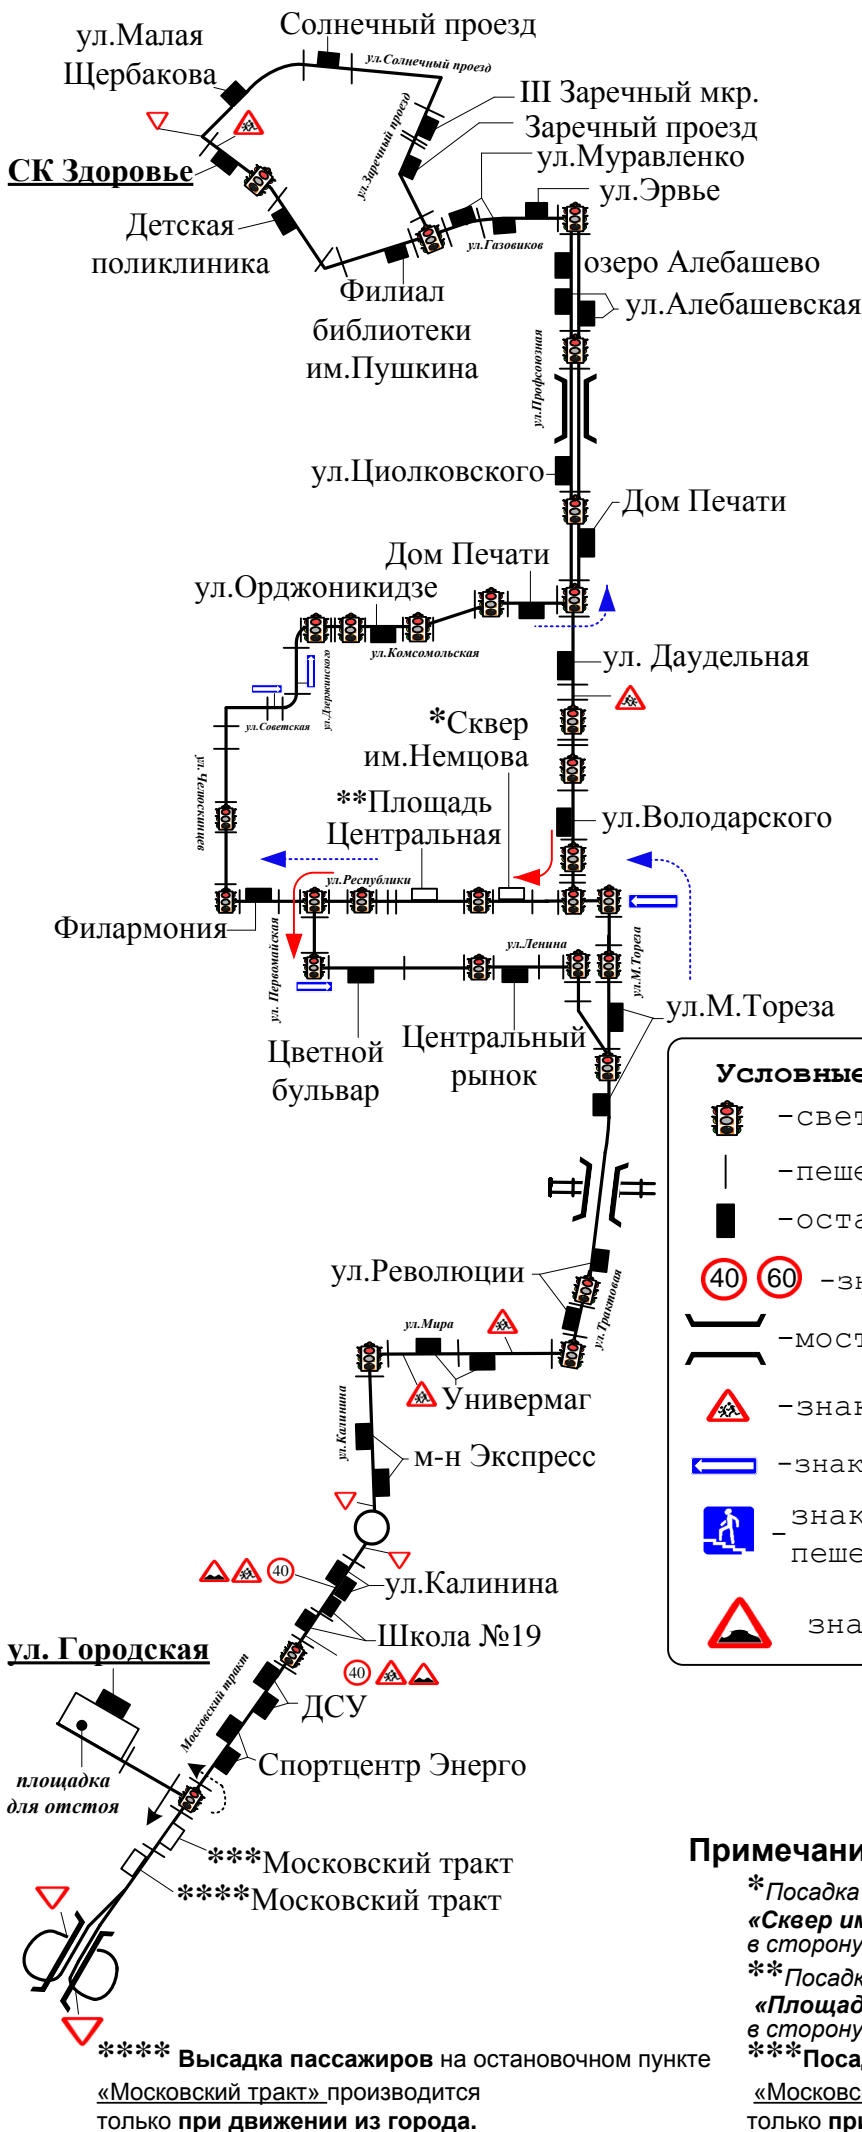 Солнечный проезд
ул.Малая
Щербакова
ул.Солнечный проезд
III Заречный мкр.
Заречный проезд
ул.Заречный проезд
ул.Муравленко
СК Здоровье
ул.Эрвье
Детская
поликлиника
ул.Газовиков
озеро Алебашево
Филиал
библиотеки
им.Пушкина
ул.Алебашевская
ул.Профсоюзная
ул.Циолковского
Дом Печати
Дом Печати
ул.Орджоникидзе
ул.Комсомольская
ул. Даудельная
ул.Дзержинского
ул.Советская
*Сквер
им.Немцова
ул.Челюскинцев
**Площадь
Центральная
ул.Володарского
ул.Республики
Филармония
ул. Первомайская
ул.Ленина
ул.М.Тореза
ул.М.Тореза
Цветной
бульвар
Центральный
рынок
Условные
-свет
-пеше
-оста
40 60 -зн
-мост
-знак
-знак
- знак
пеше
зна
ул.Революции
ул.Трактовая
ул.Мира
Универмаг
ул.Калинина
м-н Экспресс
40
ул.Калинина
Школа №19
40
ул. Городская
Московский тракт
ДСУ
Спортцентр Энерго
площадка
для отстоя
***Московский тракт
****Московский тракт
Примечани
*Посадка
«Сквер им
в сторону
**Посадк
«Площад
в сторону
**** Высадка пассажиров на остановочном пункте
«Московский тракт» производится
только при движении из города.
***Поса
«Московс
только при